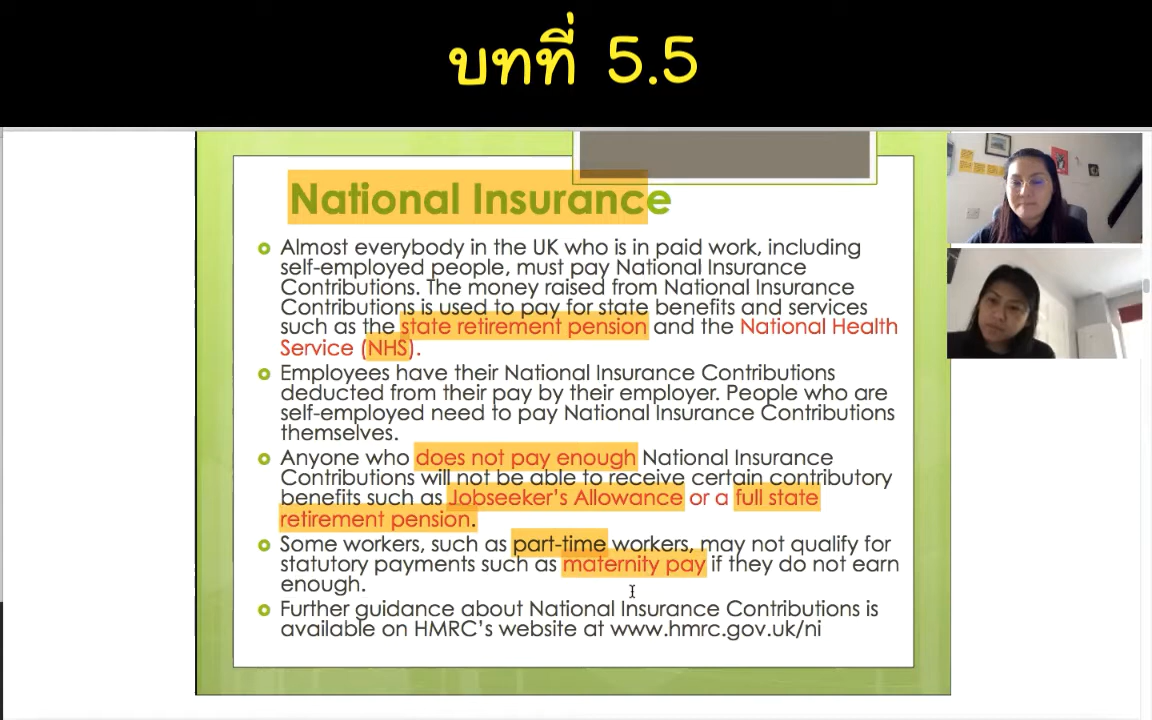 บทที่ 5.5
National Insurance
Almost everybody in the UK who is in paid work, including
self-employed people, must pay National Insurance
Contributions. The money raised from National Insurance
Contributions is used to pay for state benefits and services
such as the state retirement pension and the National Health
Service (NHS).
Employees have their National Insurance Contributions
deducted from their pay by their employer. People who are
self-employed need to pay National Insurance Contributions
themselves.
Anyone who does not pay enough National Insurance
Contributions will not be able to receive certain contributory
benefits such as Jobseeker's Allowance or a full state
retirement pension.
Some workers, such as part-time workers, may not qualify for
statutory payments such as maternity pay if they do not earn
enough.
Further guidance about National Insurance Contributions is
available on HMRC's website at www.hmrc.gov.uk/ni